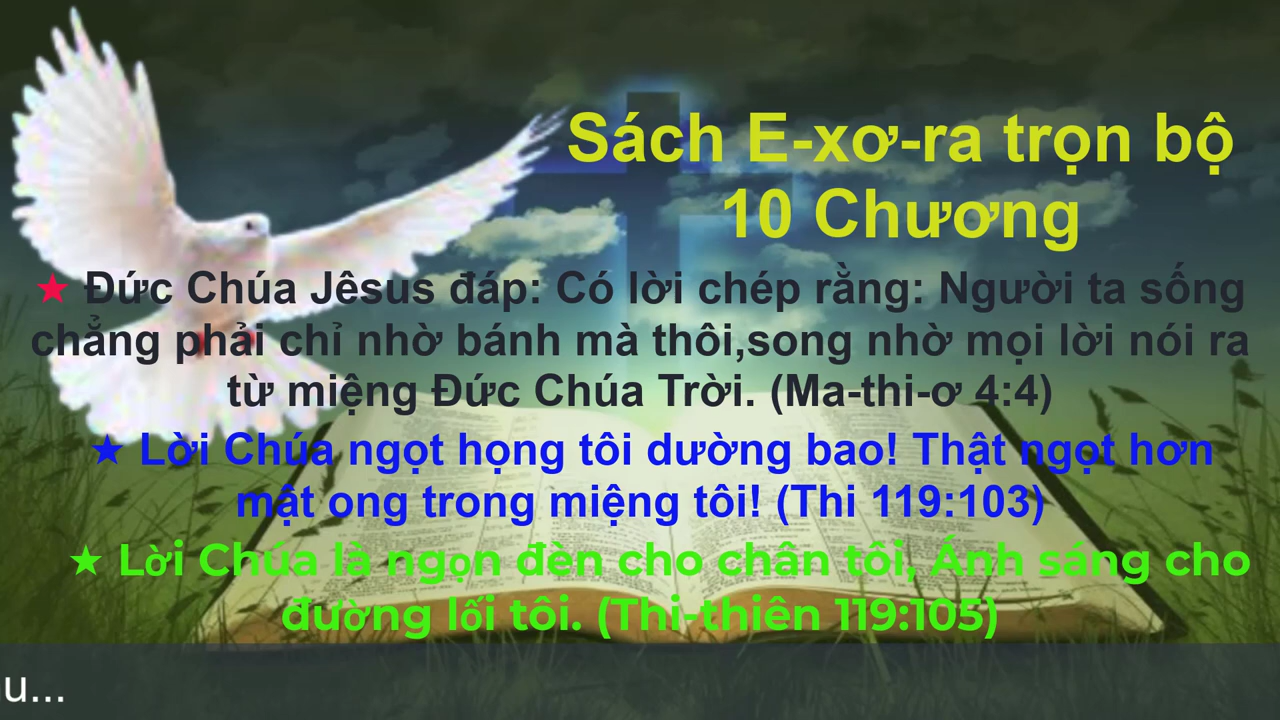 Sách E-xơ-ra trọn bộ
10 Chương
★ Đức Chúa Jêsus đáp: Có lời chép rằng: Người ta sống
chẳng phải chỉ nhờ bánh mà thôi,song nhờ mọi lời nói ra
từ miệng Đức Chúa Trời. (Ma-thi-ơ 4:4)
★ Lời Chúa ngọt họng tôi dường bao! Thật ngọt hơn
mật ong trong miệng tôi! (Thi 119:103)
★ Lời Chúa là ngọn đèn cho chân tôi, Ánh sáng cho
đường lối tôi. (Thi-thiên 119:105)
u...